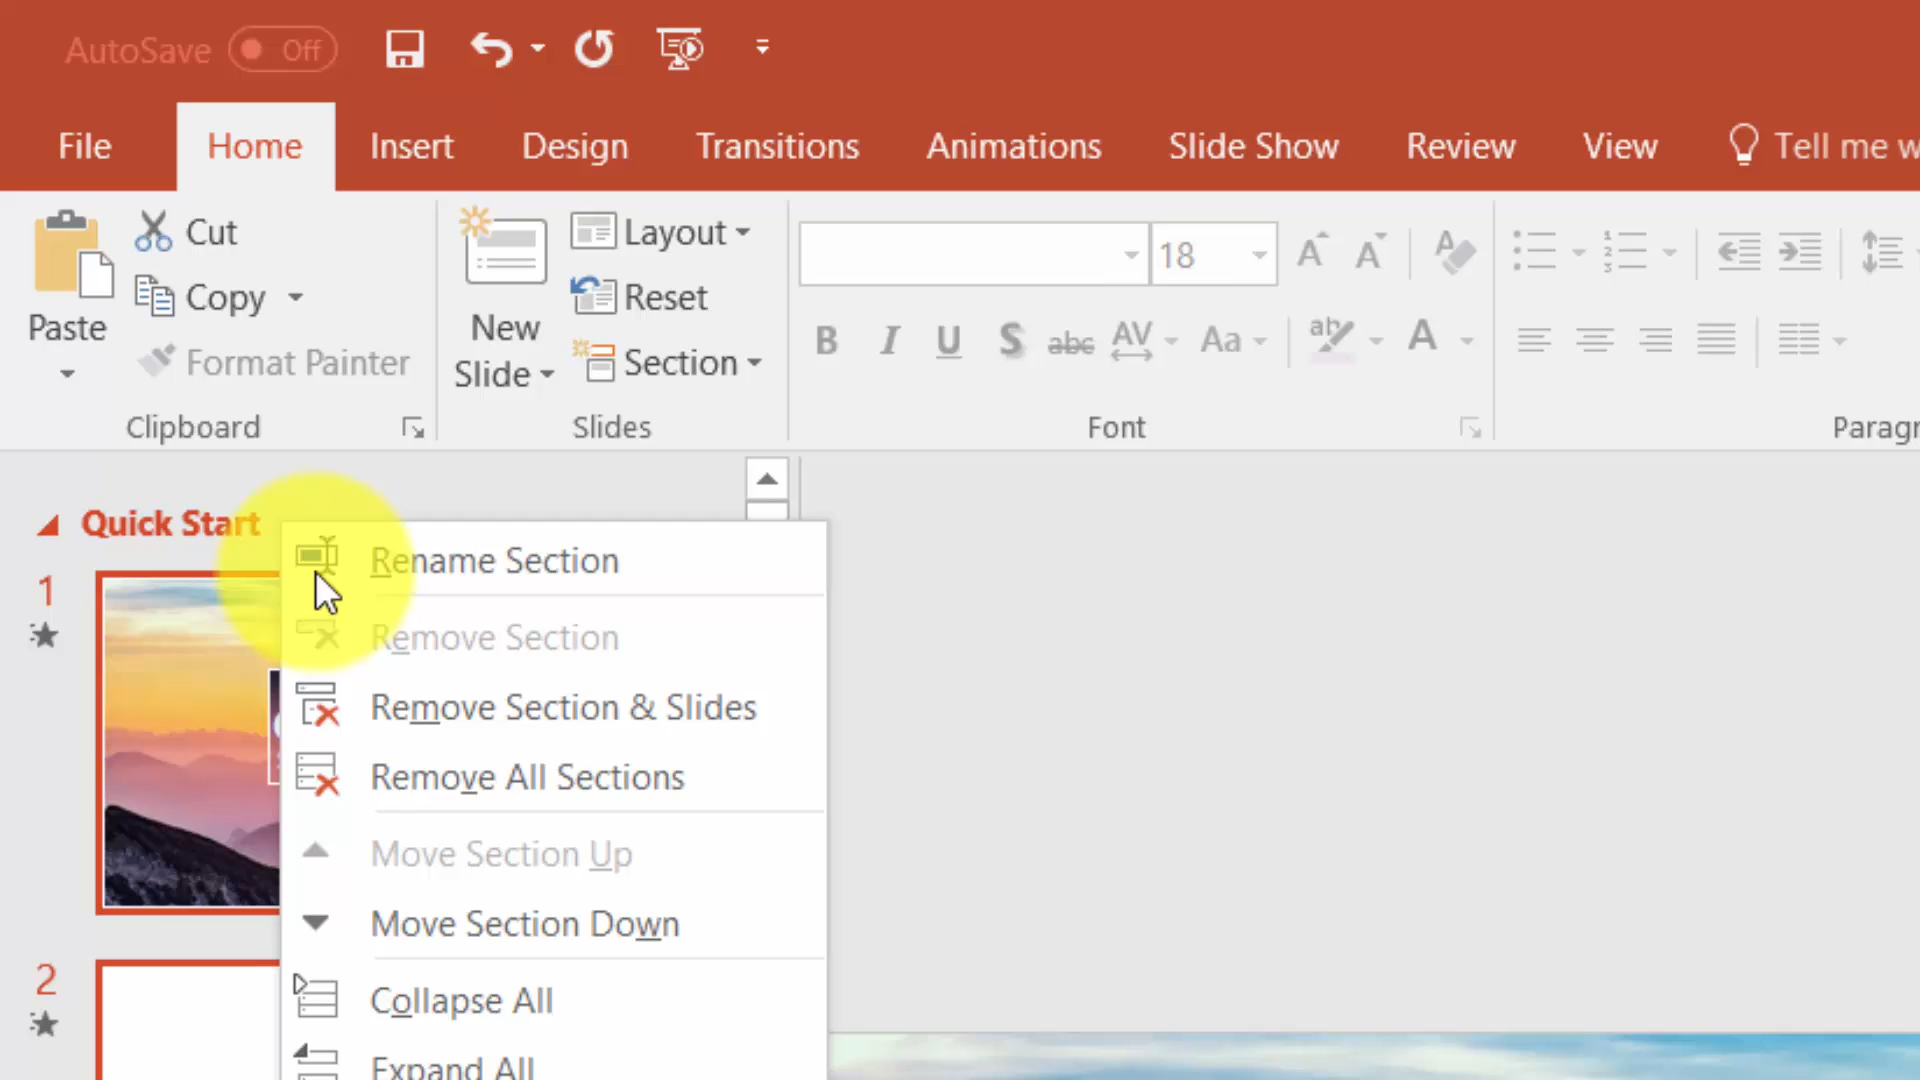 AutoSave Off
File Home Insert Design Transitions Animations Slide Show Review View Tell me w
Paste
Cut
Copy
Format Painter
Clipboard
New
Slide
Layout
Reset
Section
Slides
18
B I U S abc AV Aa ab A
Font
Paragr
Quick Start
1
2
Rename Section
Remove Section
Remove Section & Slides
Remove All Sections
Move Section Up
Move Section Down
Collapse All
Expand All